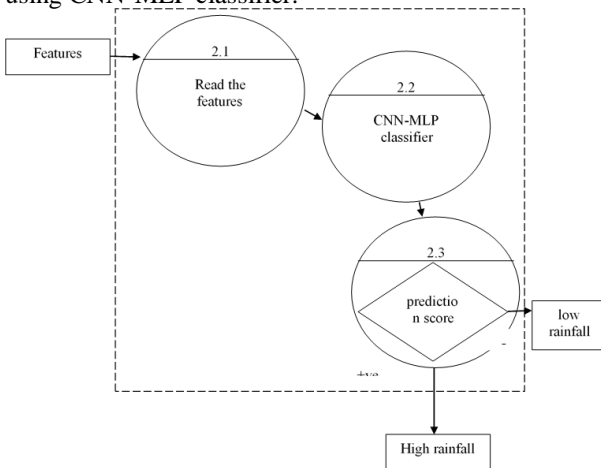 using CNN-MLP classifier.
Features
2.1
Read the
features
2.2
CNN-MLP
classifier
2.3
predictio
n score
low
rainfall
-
+ve
High rainfall